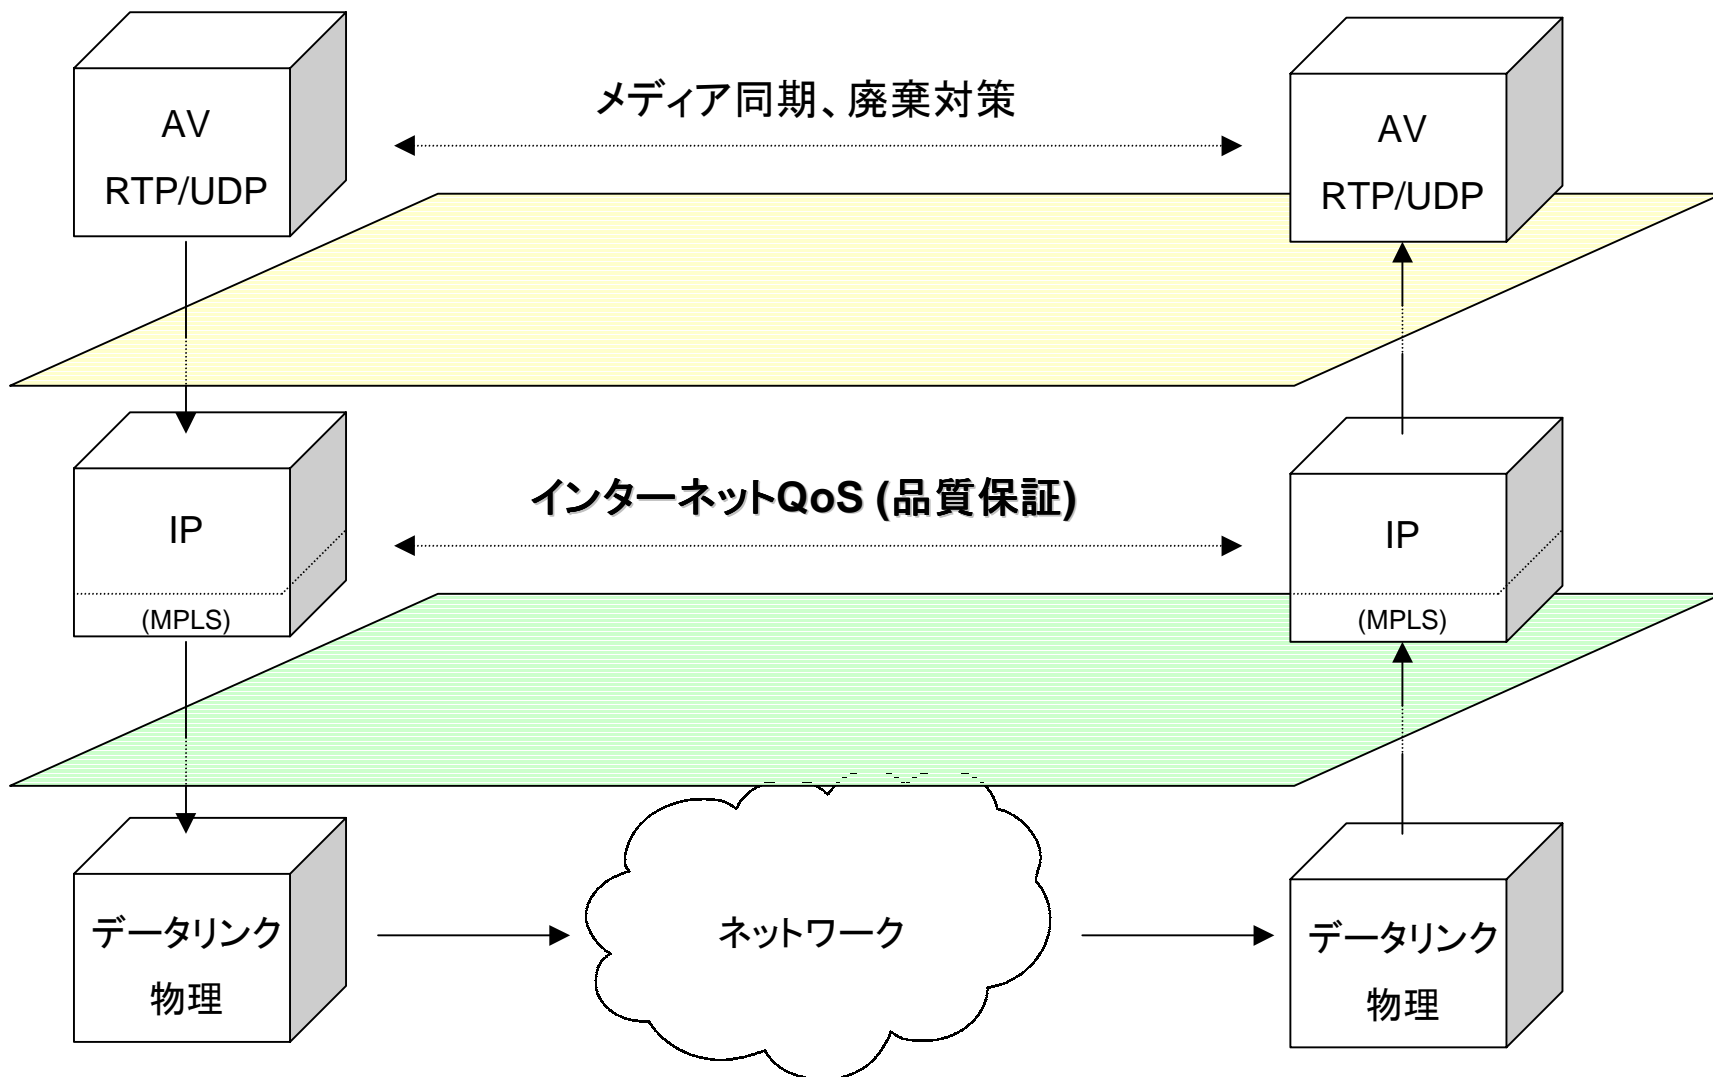 メディア同期、廃棄対策
AV
RTP/UDP
AV
RTP/UDP
インターネットQoS (品質保証)
IP
(MPLS)
IP
(MPLS)
データリンク
物理
ネットワーク
データリンク
物理